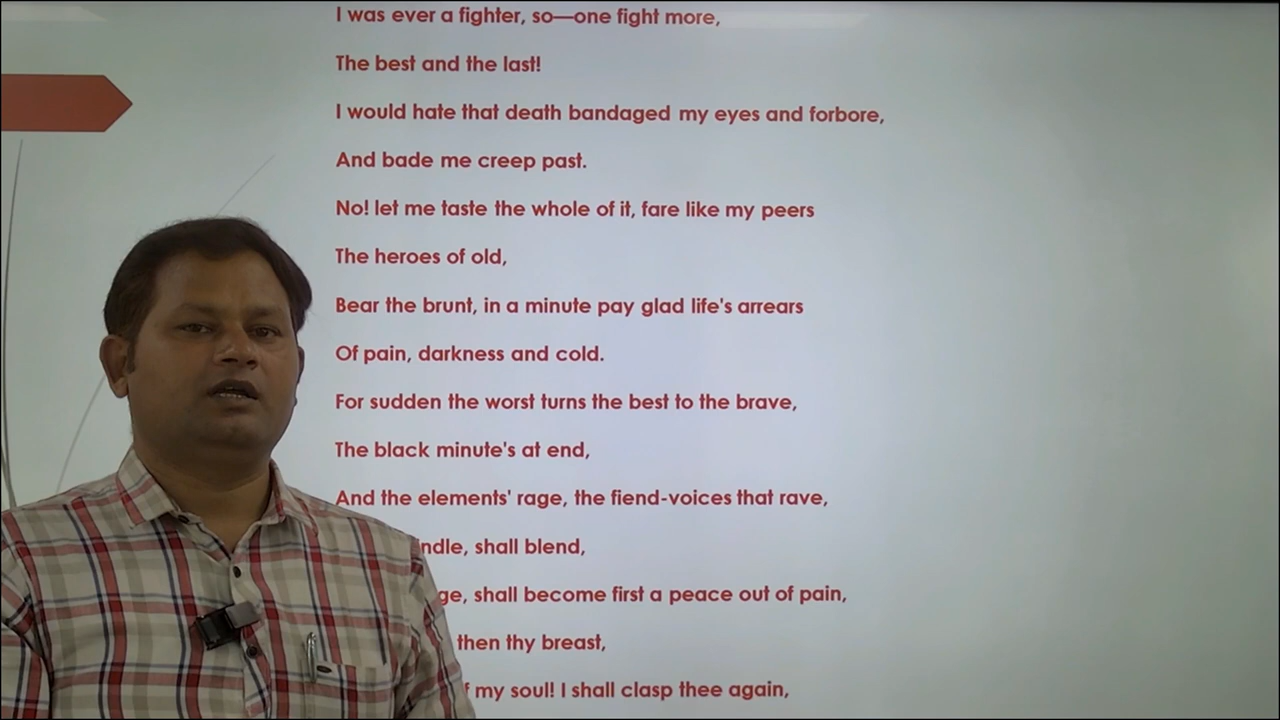 I was ever a fighter, so—one fight more,
The best and the last!
I would hate that death bandaged my eyes and forbore,
And bade me creep past.
No! let me taste the whole of it, fare like my peers
The heroes of old,
Bear the brunt, in a minute pay glad life's arrears
Of pain, darkness and cold.
For sudden the worst turns the best to the brave,
The black minute's at end,
And the elements' rage, the fiend-voices that rave,
shall blend,
shall become first a peace out of pain,
then thy breast,
my soul! I shall clasp thee again,